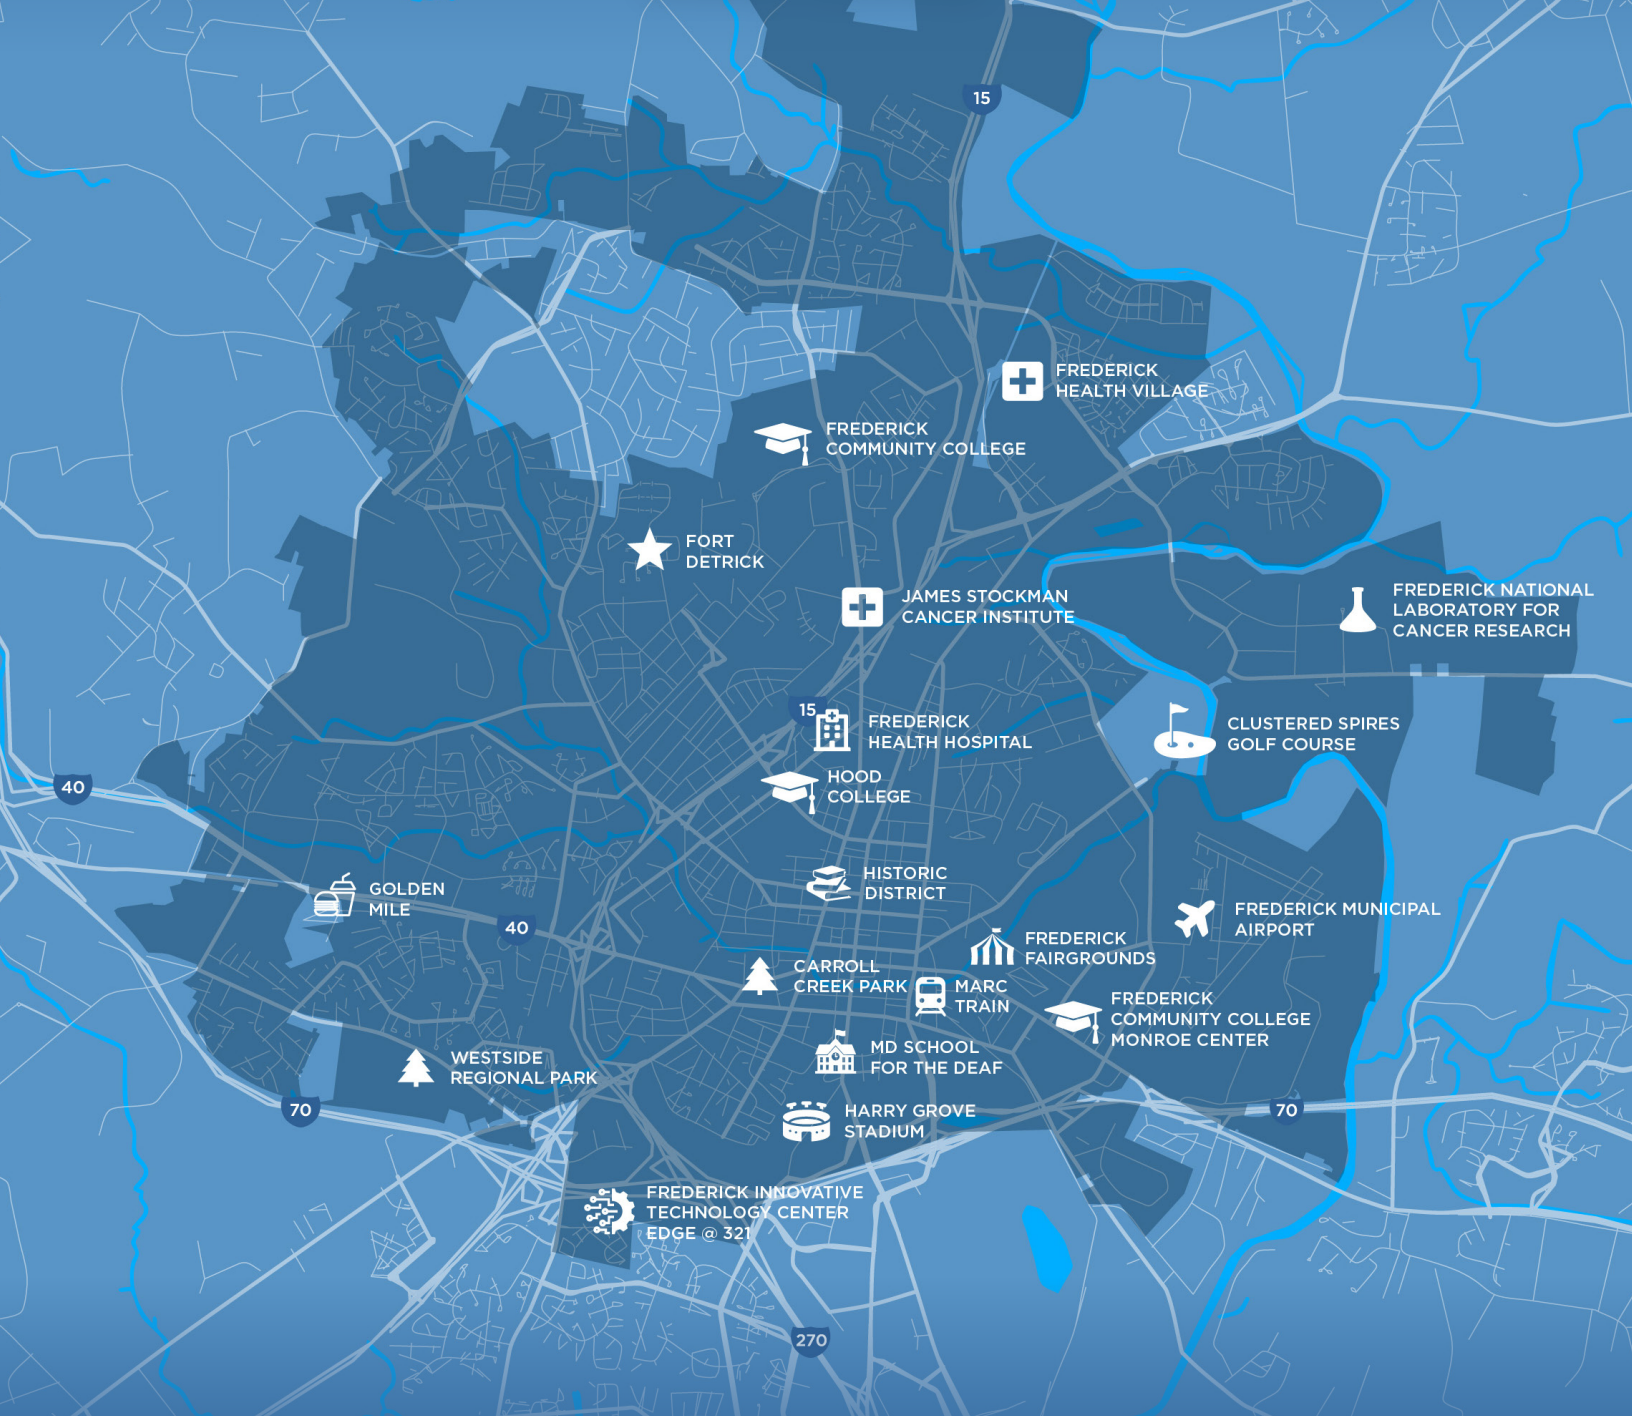 15
FREDERICK
HEALTH VILLAGE
FREDERICK
COMMUNITY COLLEGE
FORT
DETRICK
JAMES STOCKMAN
CANCER INSTITUTE
FREDERICK NATIONAL
LABORATORY FOR
CANCER RESEARCH
15
FREDERICK
HEALTH HOSPITAL
CLUSTERED SPIRES
GOLF COURSE
HOOD
COLLEGE
40
HISTORIC
DISTRICT
GOLDEN
MILE
40
FREDERICK MUNICIPAL
AIRPORT
FREDERICK
FAIRGROUNDS
CARROLL
CREEK PARK
MARC
TRAIN
FREDERICK
COMMUNITY COLLEGE
MONROE CENTER
MD SCHOOL
FOR THE DEAF
WESTSIDE
REGIONAL PARK
70
HARRY GROVE
STADIUM
70
FREDERICK INNOVATIVE
TECHNOLOGY CENTER
EDGE @ 321
270